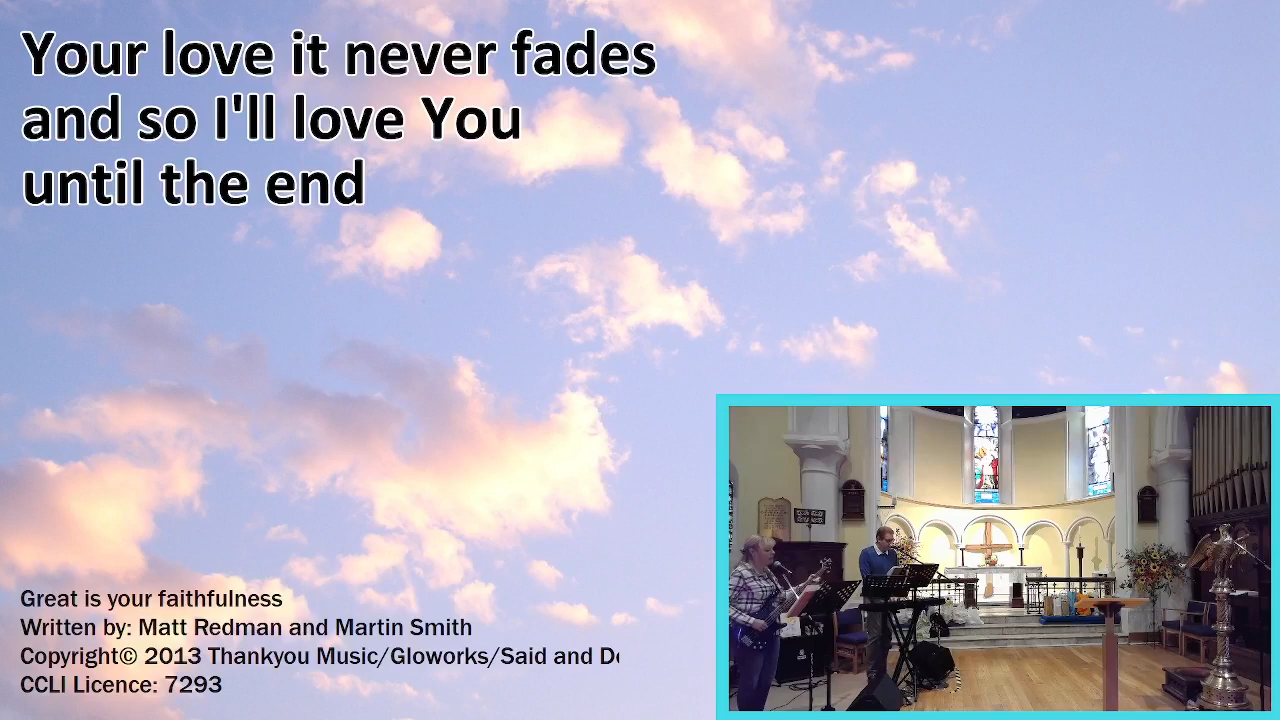 Your love it never fades
and so I'll love You
until the end
Great is your faithfulness
Written by: Matt Redman and Martin Smith
Copyright© 2013 Thankyou Music/Gloworks/Said and D
CCLI Licence: 7293